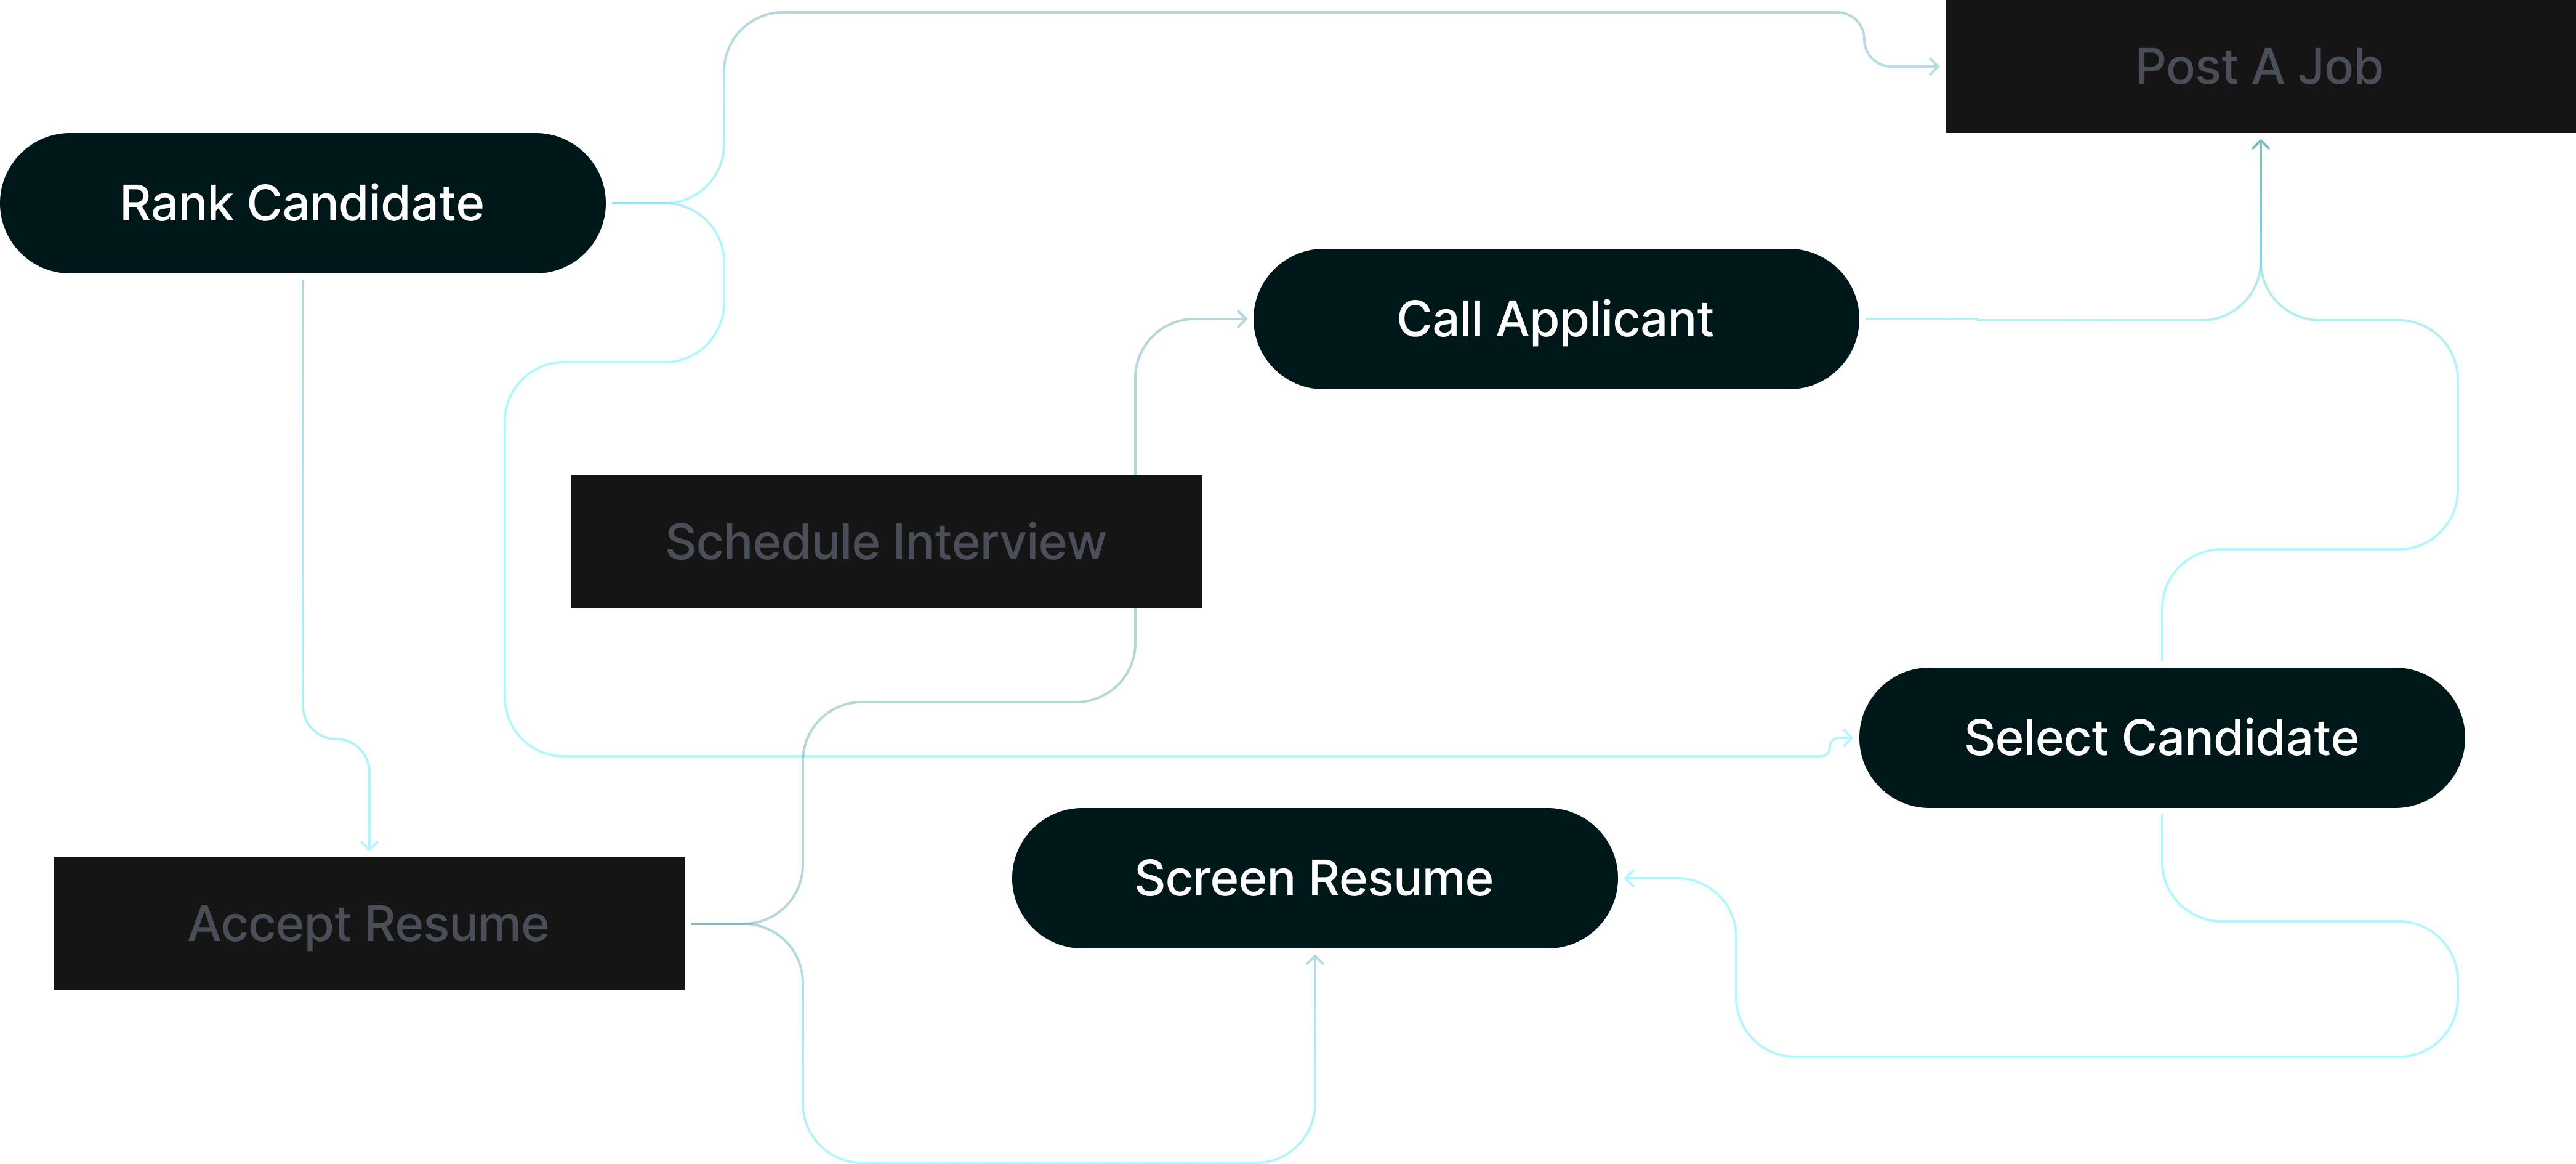 Post A Job
Rank Candidate
Call Applicant
Schedule Interview
Select Candidate
Screen Resume
Accept Resume